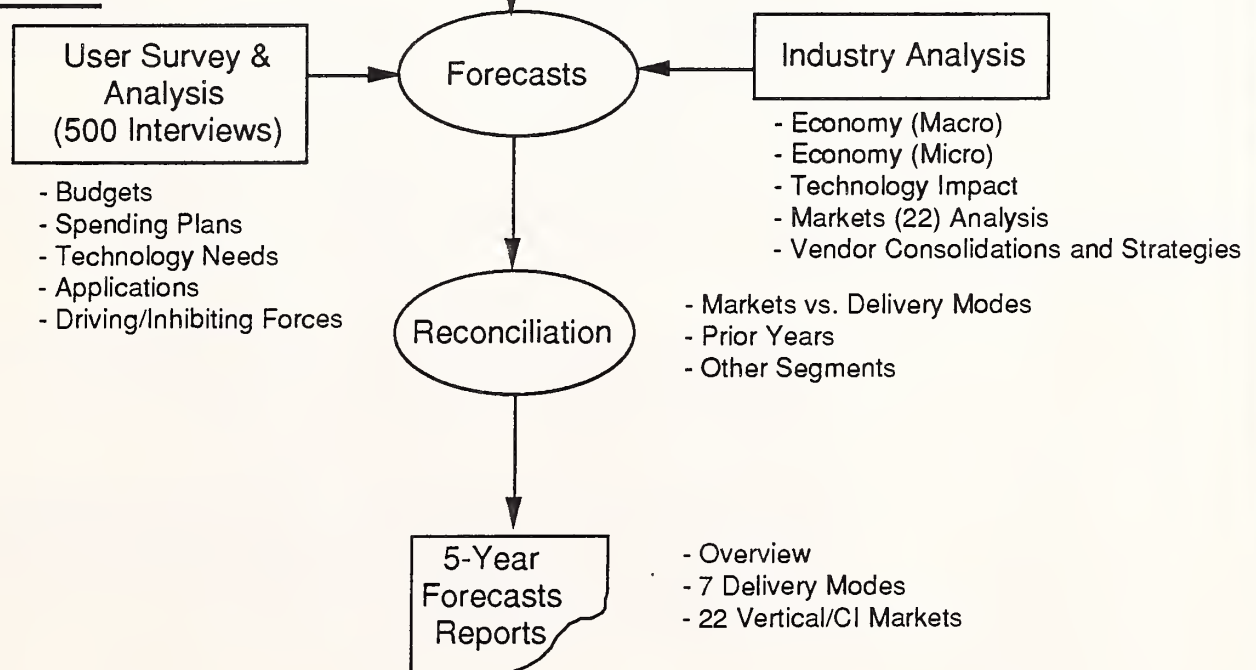 User Survey &
Analysis
(500 Interviews)
- Budgets
- Spending Plans
- Technology Needs
- Applications
- Driving/Inhibiting Forces
Forecasts
Industry Analysis
- Economy (Macro)
- Economy (Micro)
- Technology Impact
- Markets (22) Analysis
- Vendor Consolidations and Strategies
Reconciliation
- Markets vs. Delivery Modes
- Prior Years
- Other Segments
5-Year
Forecasts
Reports
- Overview
- 7 Delivery Modes
- 22 Vertical/CI Markets